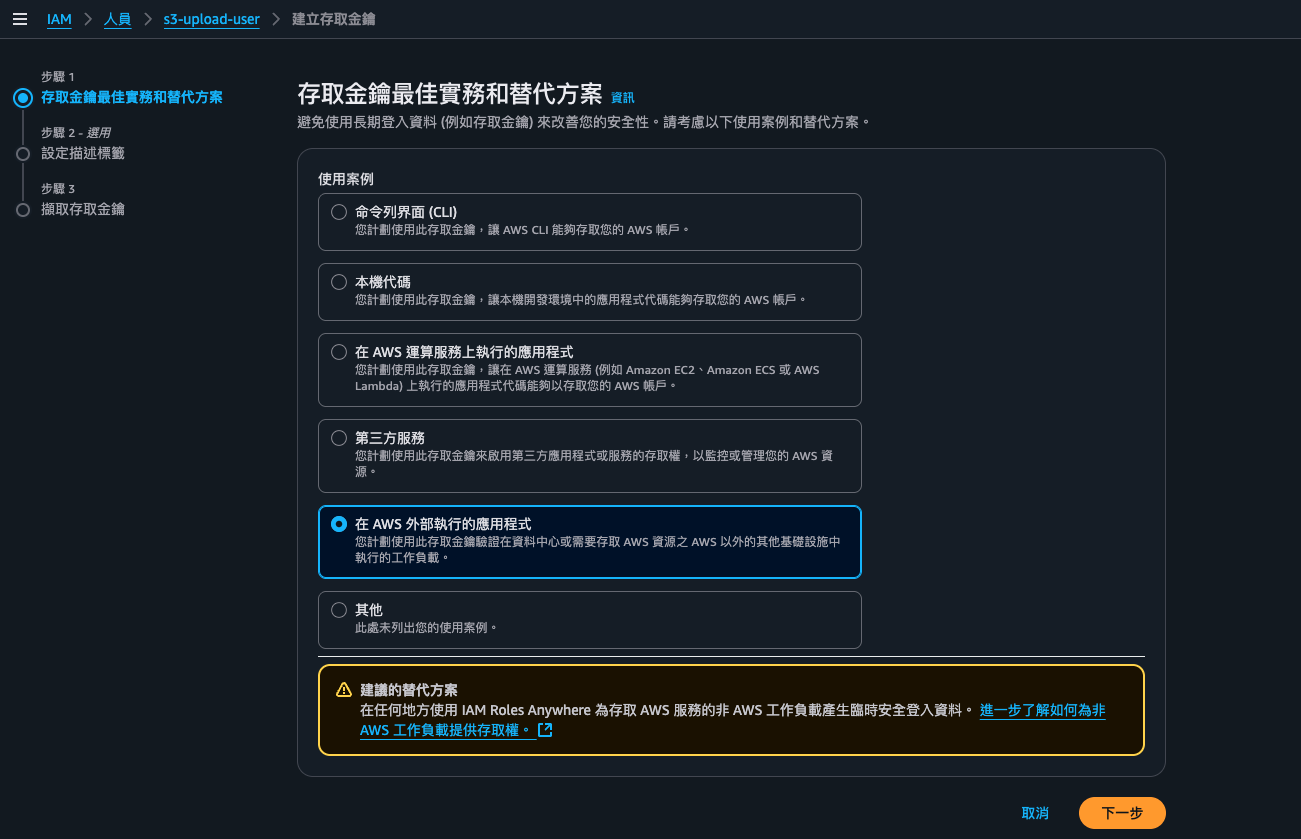 IAM > 人員 > s3-upload-user > 建立存取金鑰
步驟 1
存取金鑰最佳實務和替代方案
步驟 2 - 選用
設定描述標籤
步驟 3
擷取存取金鑰
存取金鑰最佳實務和替代方案 資訊
避免使用長期登入資料 (例如存取金鑰) 來改善您的安全性。請考慮以下使用案例和替代方案。
使用案例
命令列界面 (CLI)
您計劃使用此存取金鑰，讓 AWS CLI 能夠存取您的 AWS 帳戶。
本機代碼
您計劃使用此存取金鑰，讓本機開發環境中的應用程式代碼能夠存取您的 AWS 帳戶。
在 AWS 運算服務上執行的應用程式
您計劃使用此存取金鑰，讓在 AWS 運算服務 (例如 Amazon EC2、Amazon ECS 或 AWS
Lambda) 上執行的應用程式代碼能夠以存取您的 AWS 帳戶。
第三方服務
您計劃使用此存取金鑰來啟用第三方應用程式或服務的存取權，以監控或管理您的 AWS 資
源。
在 AWS 外部執行的應用程式
您計劃使用此存取金鑰驗證在資料中心或需要存取 AWS 資源之 AWS 以外的其他基礎設施中
執行的工作負載。
其他
此處未列出您的使用案例。
建議的替代方案
在任何地方使用 IAM Roles Anywhere 為存取 AWS 服務的非 AWS 工作負載產生臨時安全登入資料。 進一步了解如何為非
AWS 工作負載提供存取權。
取消
下一步